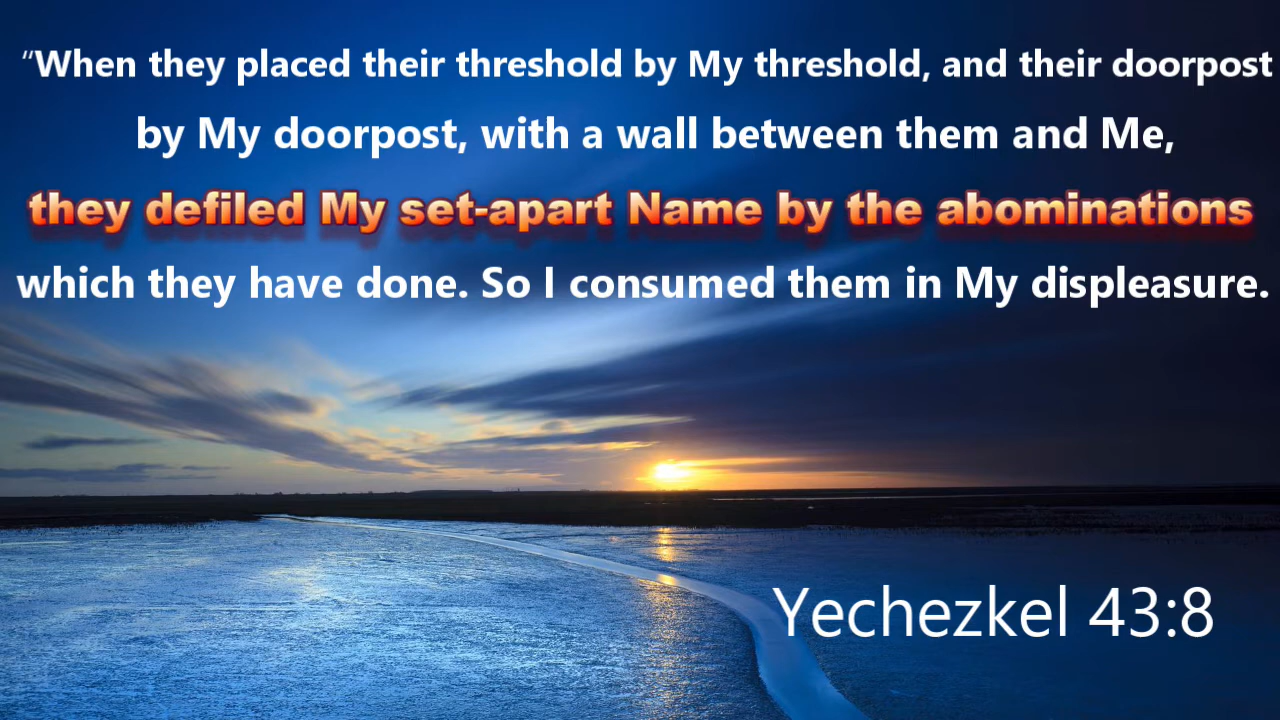 “When they placed their threshold by My threshold, and their doorpost
by My doorpost, with a wall between them and Me,
they defiled My set-apart Name by the abominations
which they have done. So I consumed them in My displeasure.
Yechezkel 43:8